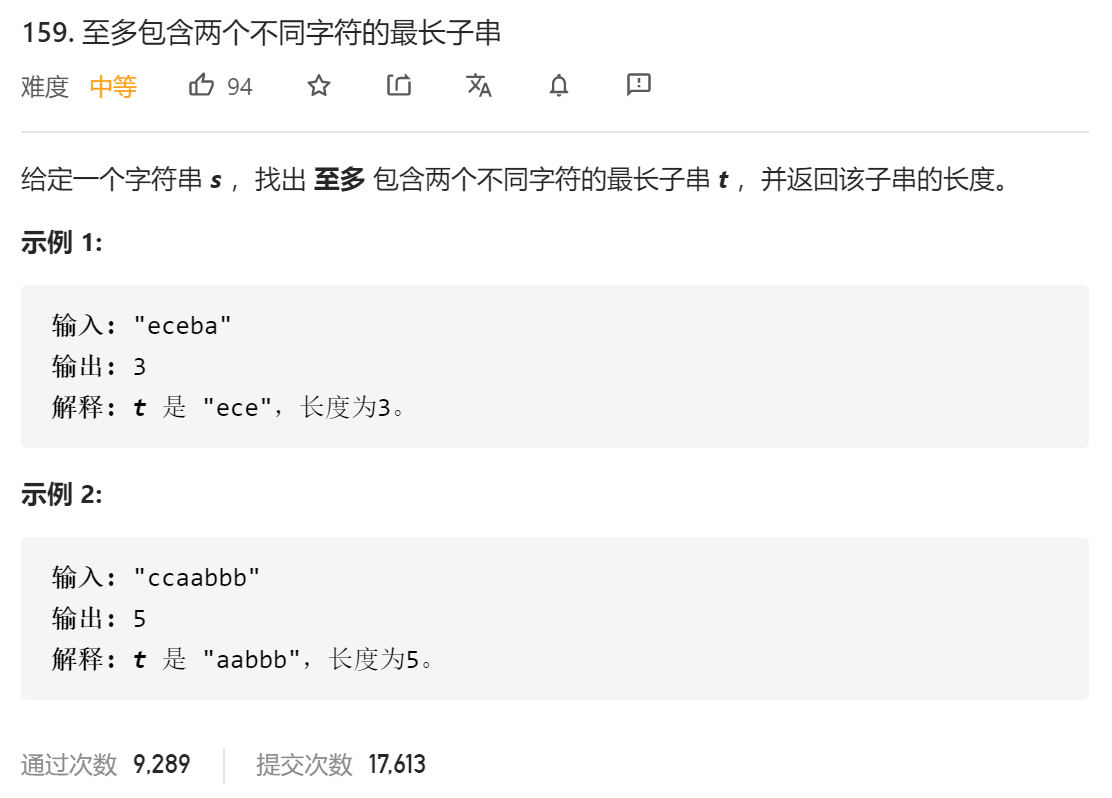 159. 至多包含两个不同字符的最长子串
难度 中等 94
给定一个字符串 s ，找出 至多 包含两个不同字符的最长子串 t ，并返回该子串的长度。
示例 1:
输入: "eceba"
输出: 3
解释: t 是 "ece"，长度为3。
示例 2:
输入: "ccaabbb"
输出: 5
解释: t 是 "aabbb"，长度为5。
通过次数 9,289 提交次数 17,613